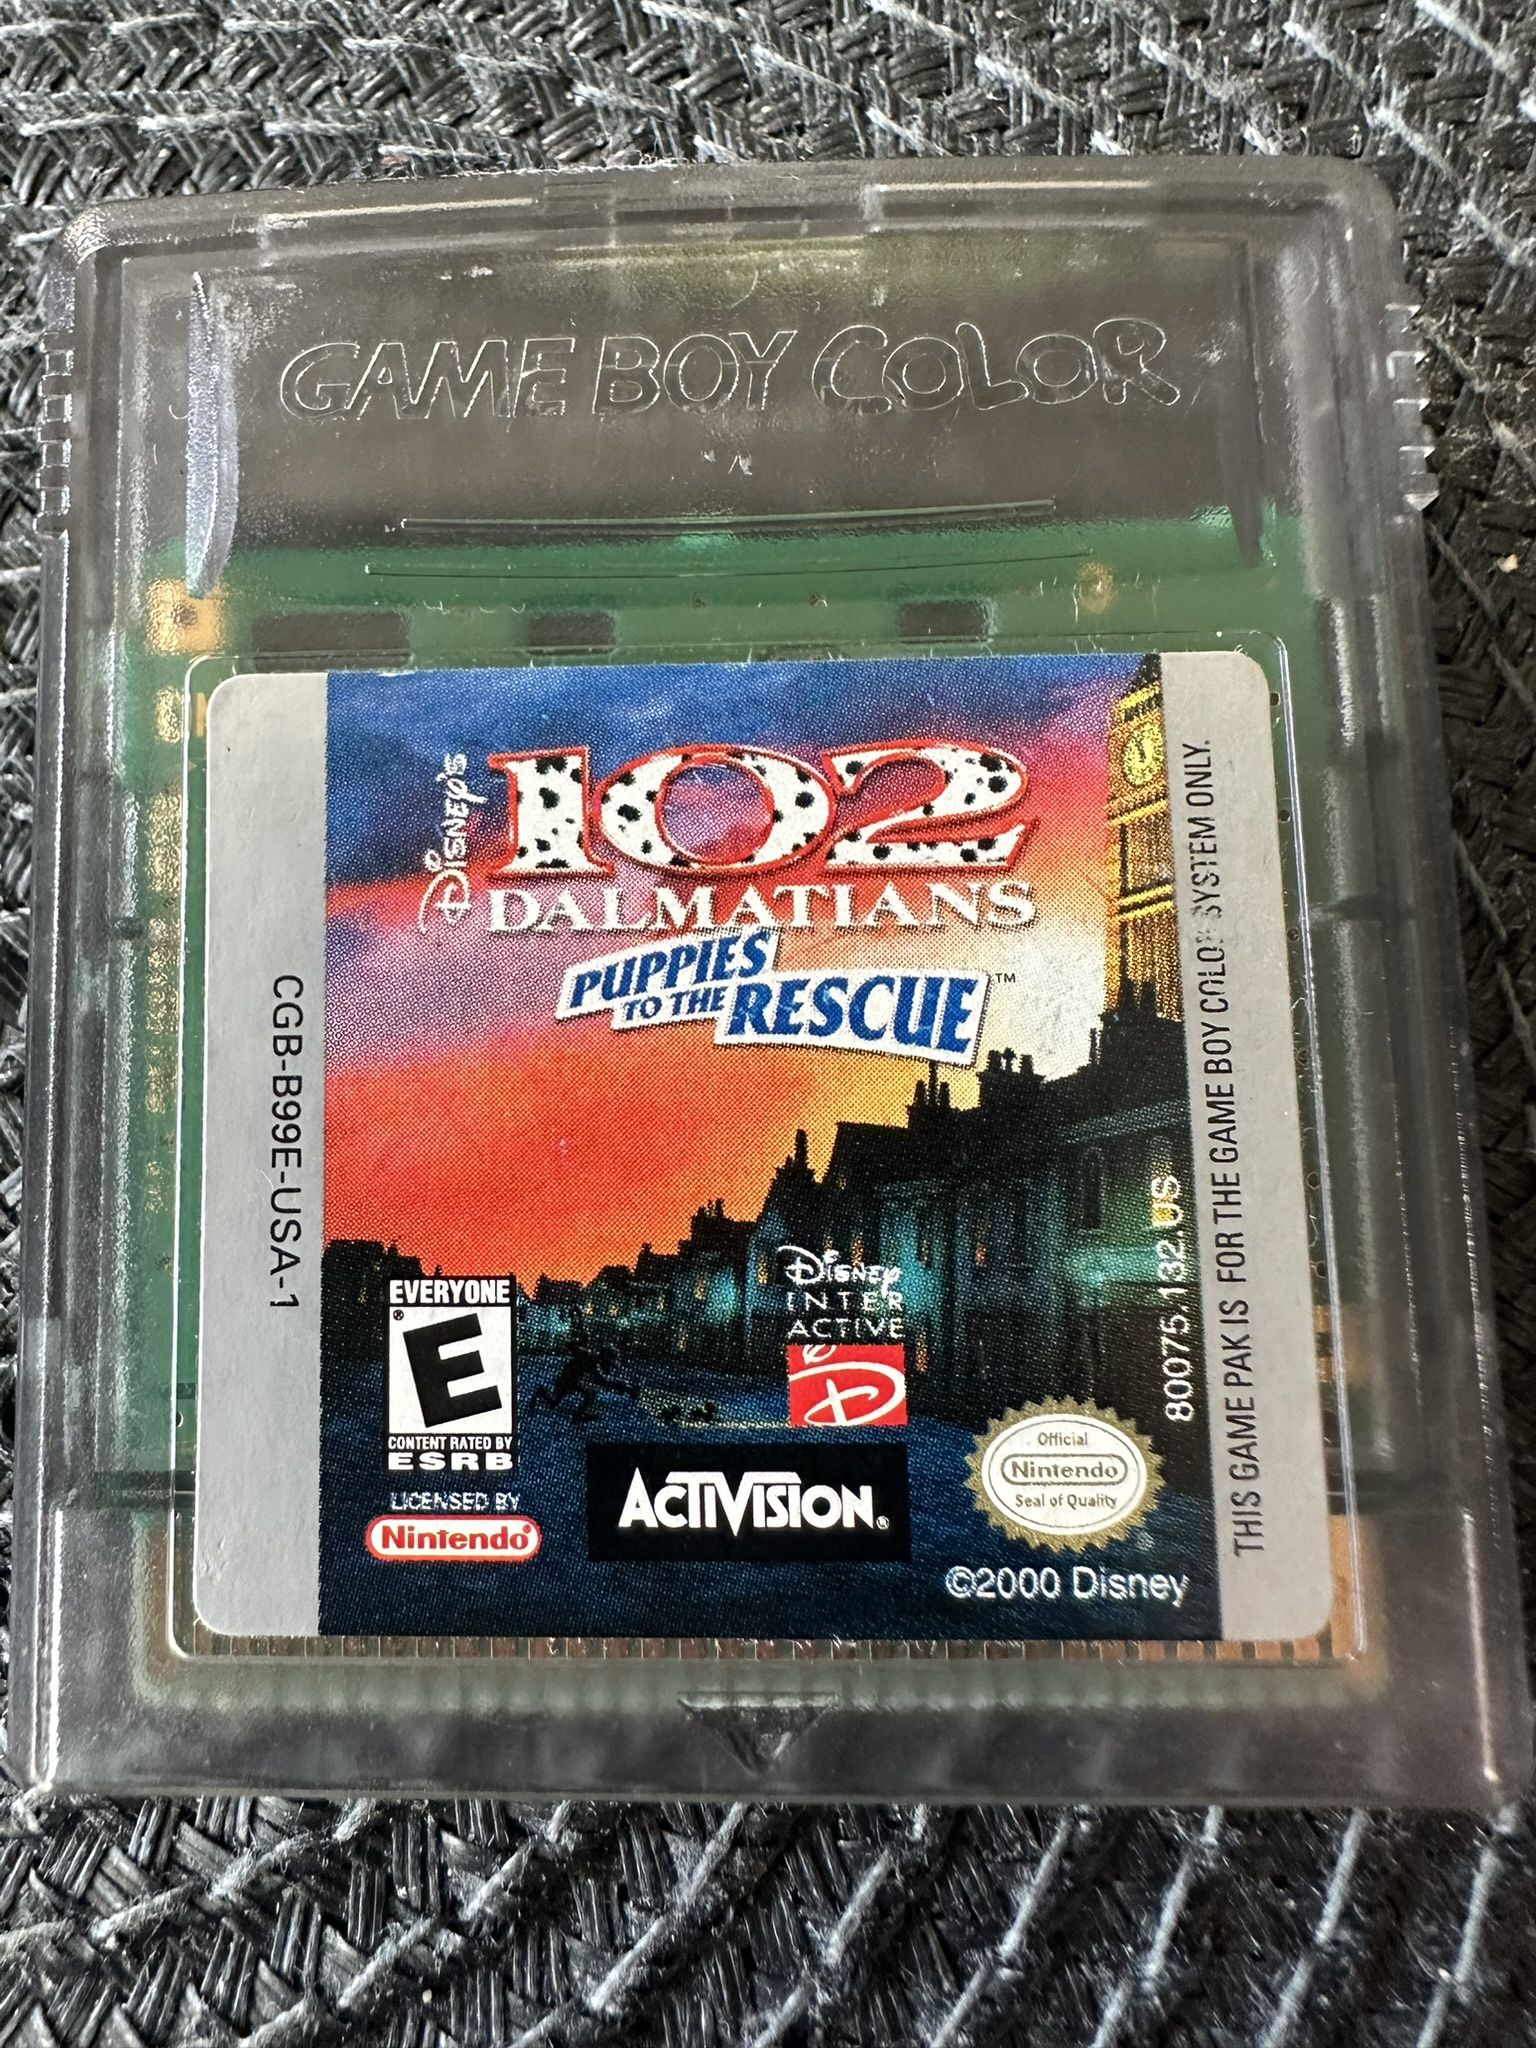 GAME BOY COLOR
Disney's
102
DALMATIANS
PUPPIES
TO THE RESCUE™
CGB-B99E-USA-1
EVERYONE
E®
CONTENT RATED BY
ESRB
LICENSED BY
Nintendo®
Disney
INTER
ACTIVE
D
ACTIVISION®
Official
Nintendo
Seal of Quality
©2000 Disney
80075.132.US
THIS GAME PAK IS FOR THE GAME BOY COLOR SYSTEM ONLY.